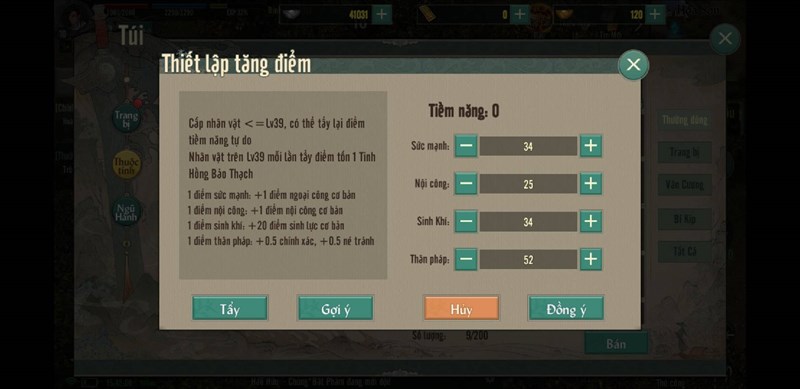 41031
0
120
Túi
Thiết lập tăng điểm
Cấp nhân vật <=Lv39, có thể tẩy lại điểm
tiềm năng tự do
Nhân vật trên Lv39 mỗi lần tẩy điểm tốn 1 Tinh
Hồng Bảo Thạch
1 điểm sức mạnh: +1 điểm ngoại công cơ bản
1 điểm nội công: +1 điểm nội công cơ bản
1 điểm sinh khí: +20 điểm sinh lực cơ bản
1 điểm thân pháp: +0.5 chính xác, +0.5 né tránh
Tiềm năng: 0
Sức mạnh: 34
Nội công: 25
Sinh Khí: 34
Thân pháp: 52
Tẩy
Gợi ý
Hủy
Đồng ý
Trang
bị
Thuộc
tính
Ngũ
Hành
Trang bị
Bí Kíp
Tất Cả
Số lượng: 9/200
Bán